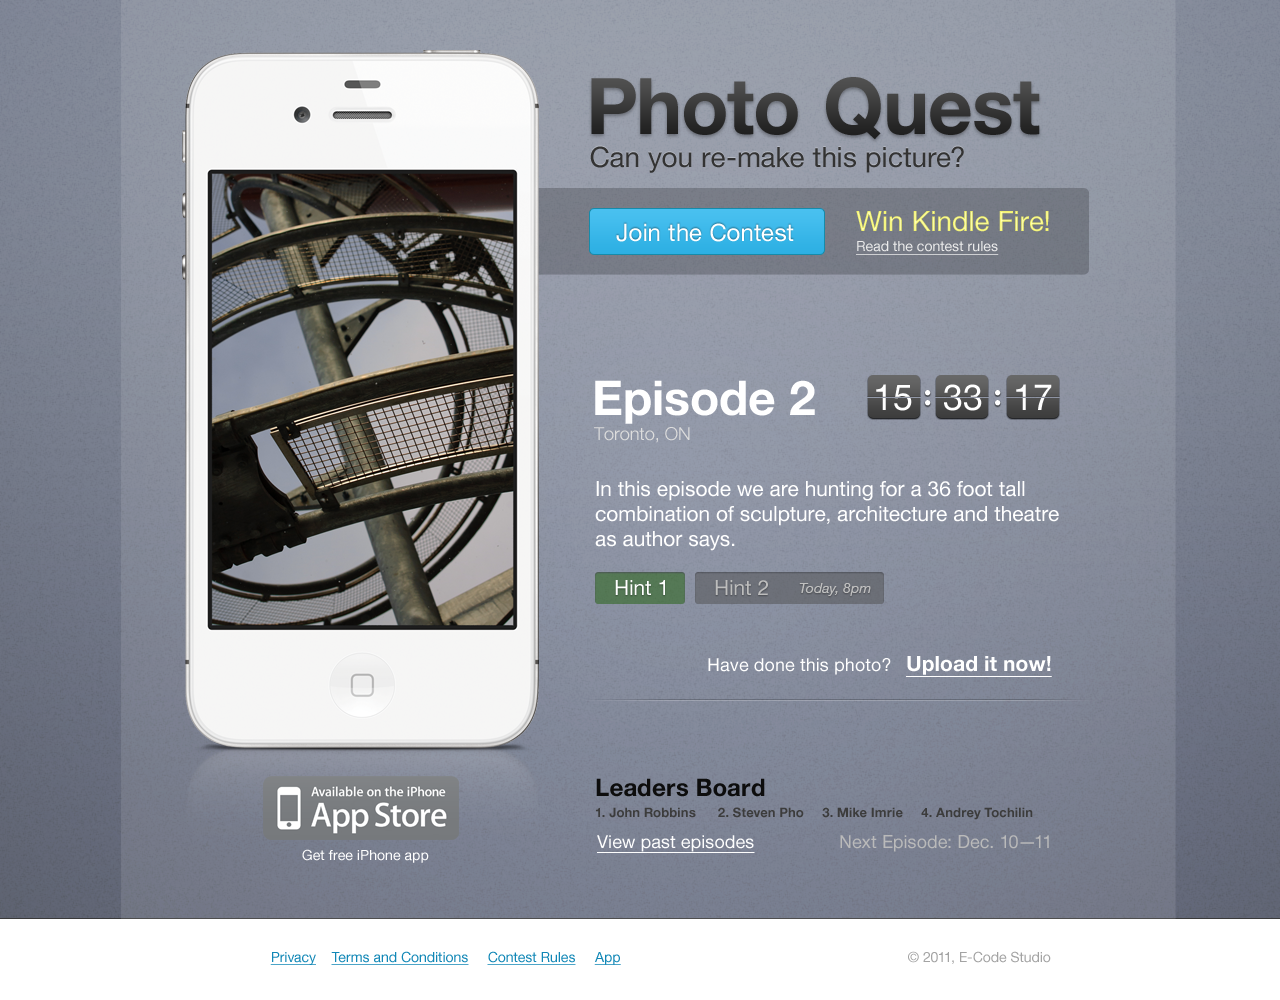 Photo Quest
Can you re-make this picture?
Join the Contest
Win Kindle Fire!
Read the contest rules
Episode 2
15 : 33 : 17
Toronto, ON
In this episode we are hunting for a 36 foot tall
combination of sculpture, architecture and theatre
as author says.
Hint 1
Hint 2 Today, 8pm
Have done this photo? Upload it now!
Available on the iPhone
App Store
Get free iPhone app
Leaders Board
1. John Robbins 2. Steven Pho 3. Mike Imrie 4. Andrey Tochilin
View past episodes
Next Episode: Dec. 10—11
Privacy Terms and Conditions Contest Rules App
© 2011, E-Code Studio